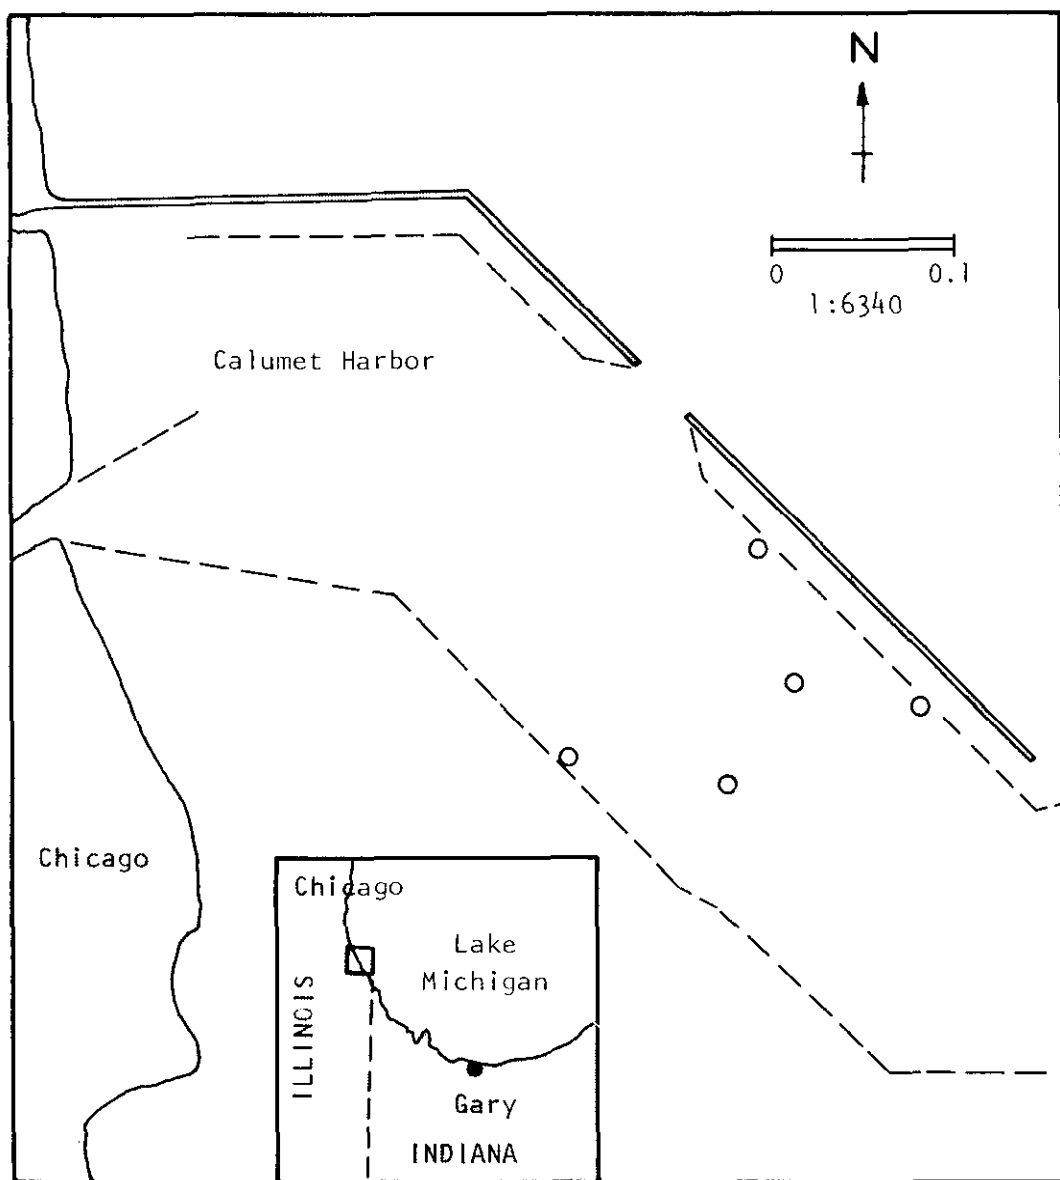 N
0 0.1
1:6340
Calumet Harbor
Chicago
Chicago
Lake
Michigan
ILLINOIS
Gary
INDIANA